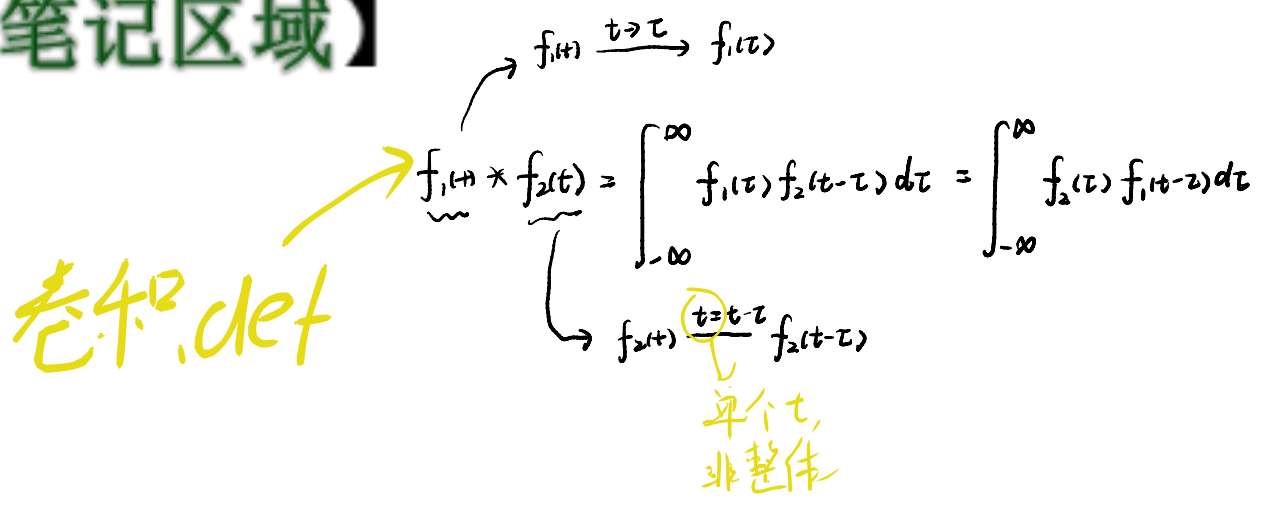 笔记区域】
f₁(t) t→τ f₁(τ)
f₁(t) * f₂(t) = ∫_{-∞}^{∞} f₁(τ) f₂(t-τ) dτ = ∫_{-∞}^{∞} f₂(τ) f₁(t-τ) dτ
卷积.def
f₂(t) t=t-τ f₂(t-τ)
单个t,
非整体